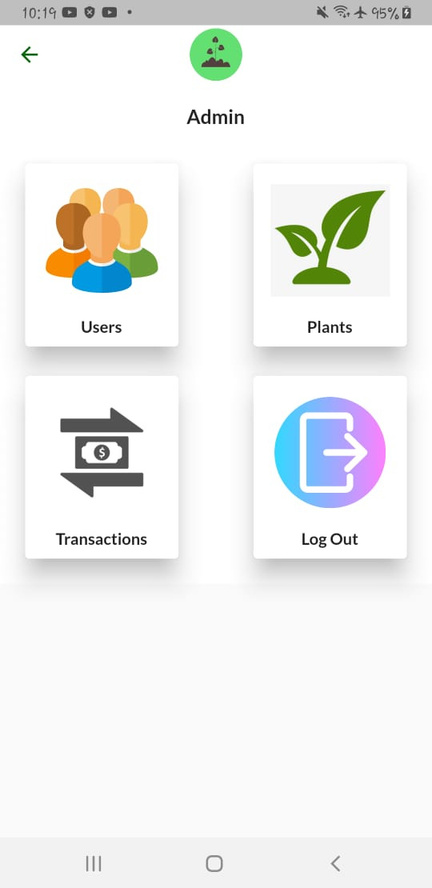 10:19
95%
Admin
Users
Plants
$
Transactions
Log Out